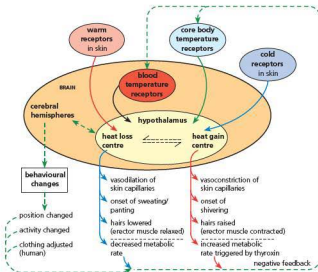 warm
receptors
in skin
core body
temperature
receptors
cold
receptors
in skin
BRAIN
blood
temperature
receptors
cerebral
hemispheres
hypothalamus
heat loss
centre
heat gain
centre
behavioural
changes
vasodilation of
skin capillaries
vasoconstriction of
skin capillaries
onset of sweating/
panting
onset of
shivering
position changed
hairs lowered
(erector muscle relaxed)
hairs raised
(erector muscle contracted)
activity changed
clothing adjusted
(human)
decreased metabolic
rate
increased metabolic
rate triggered by thyroxin
negative feedback